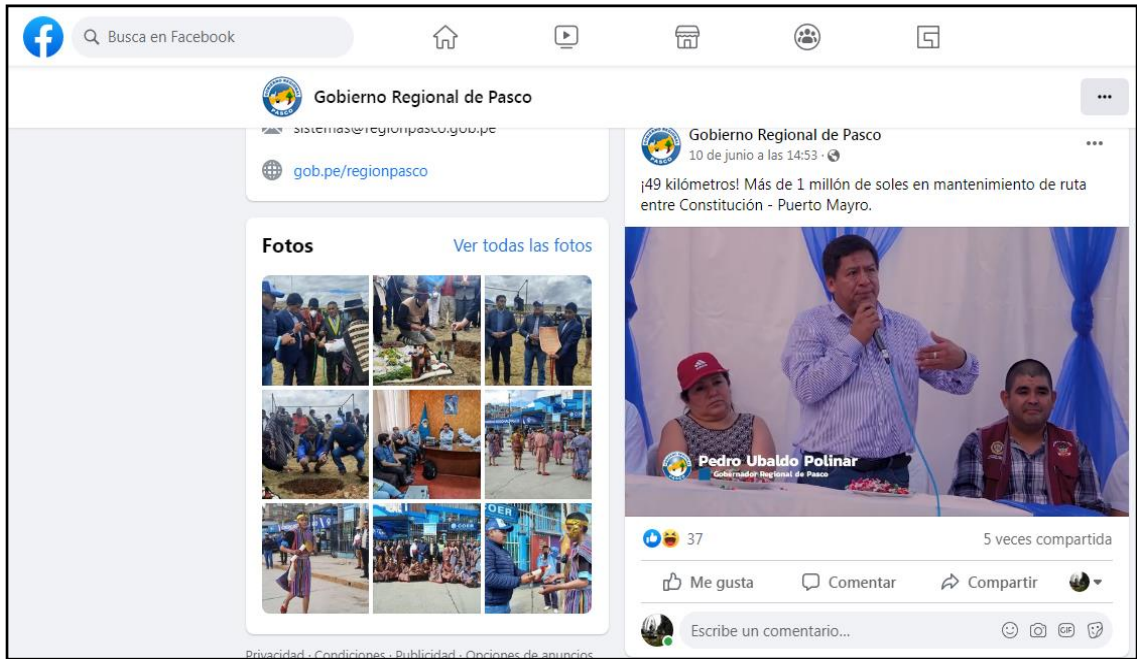 Busca en Facebook
Gobierno Regional de Pasco
sistemas@regionpasco.gob.pe
gob.pe/regionpasco
Fotos
Ver todas las fotos
COER
Gobierno Regional de Pasco
10 de junio a las 14:53 ·
¡49 kilómetros! Más de 1 millón de soles en mantenimiento de ruta
entre Constitución - Puerto Mayro.
Pedro Ubaldo Polinar
Gobernador Regional de Pasco
37
5 veces compartida
Me gusta
Comentar
Compartir
Escribe un comentario...
GIF
Privacidad · Condiciones · Publicidad · Opciones de anuncios